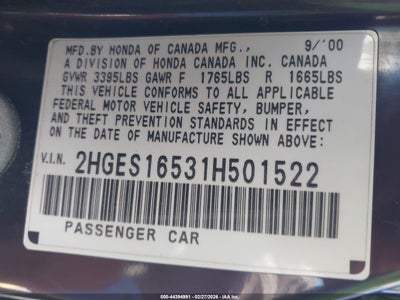 MFD.BY HONDA OF CANADA MFG., 9/'00
A DIVISION OF HONDA CANADA INC. CANADA
GVWR 3395LBS GAWR F 1765LBS R 1665LBS
THIS VEHICLE CONFORMS TO ALL APPLICABLE
FEDERAL MOTOR VEHICLE SAFETY, BUMPER,
AND THEFT PREVENTION STANDARDS IN EFFECT
ON THE DATE OF MANUFACTURE SHOWN ABOVE:
V.I.N. 2HGES16531H501522
PASSENGER CAR
000-44394991 - 02/27/2026 - IAA Inc.